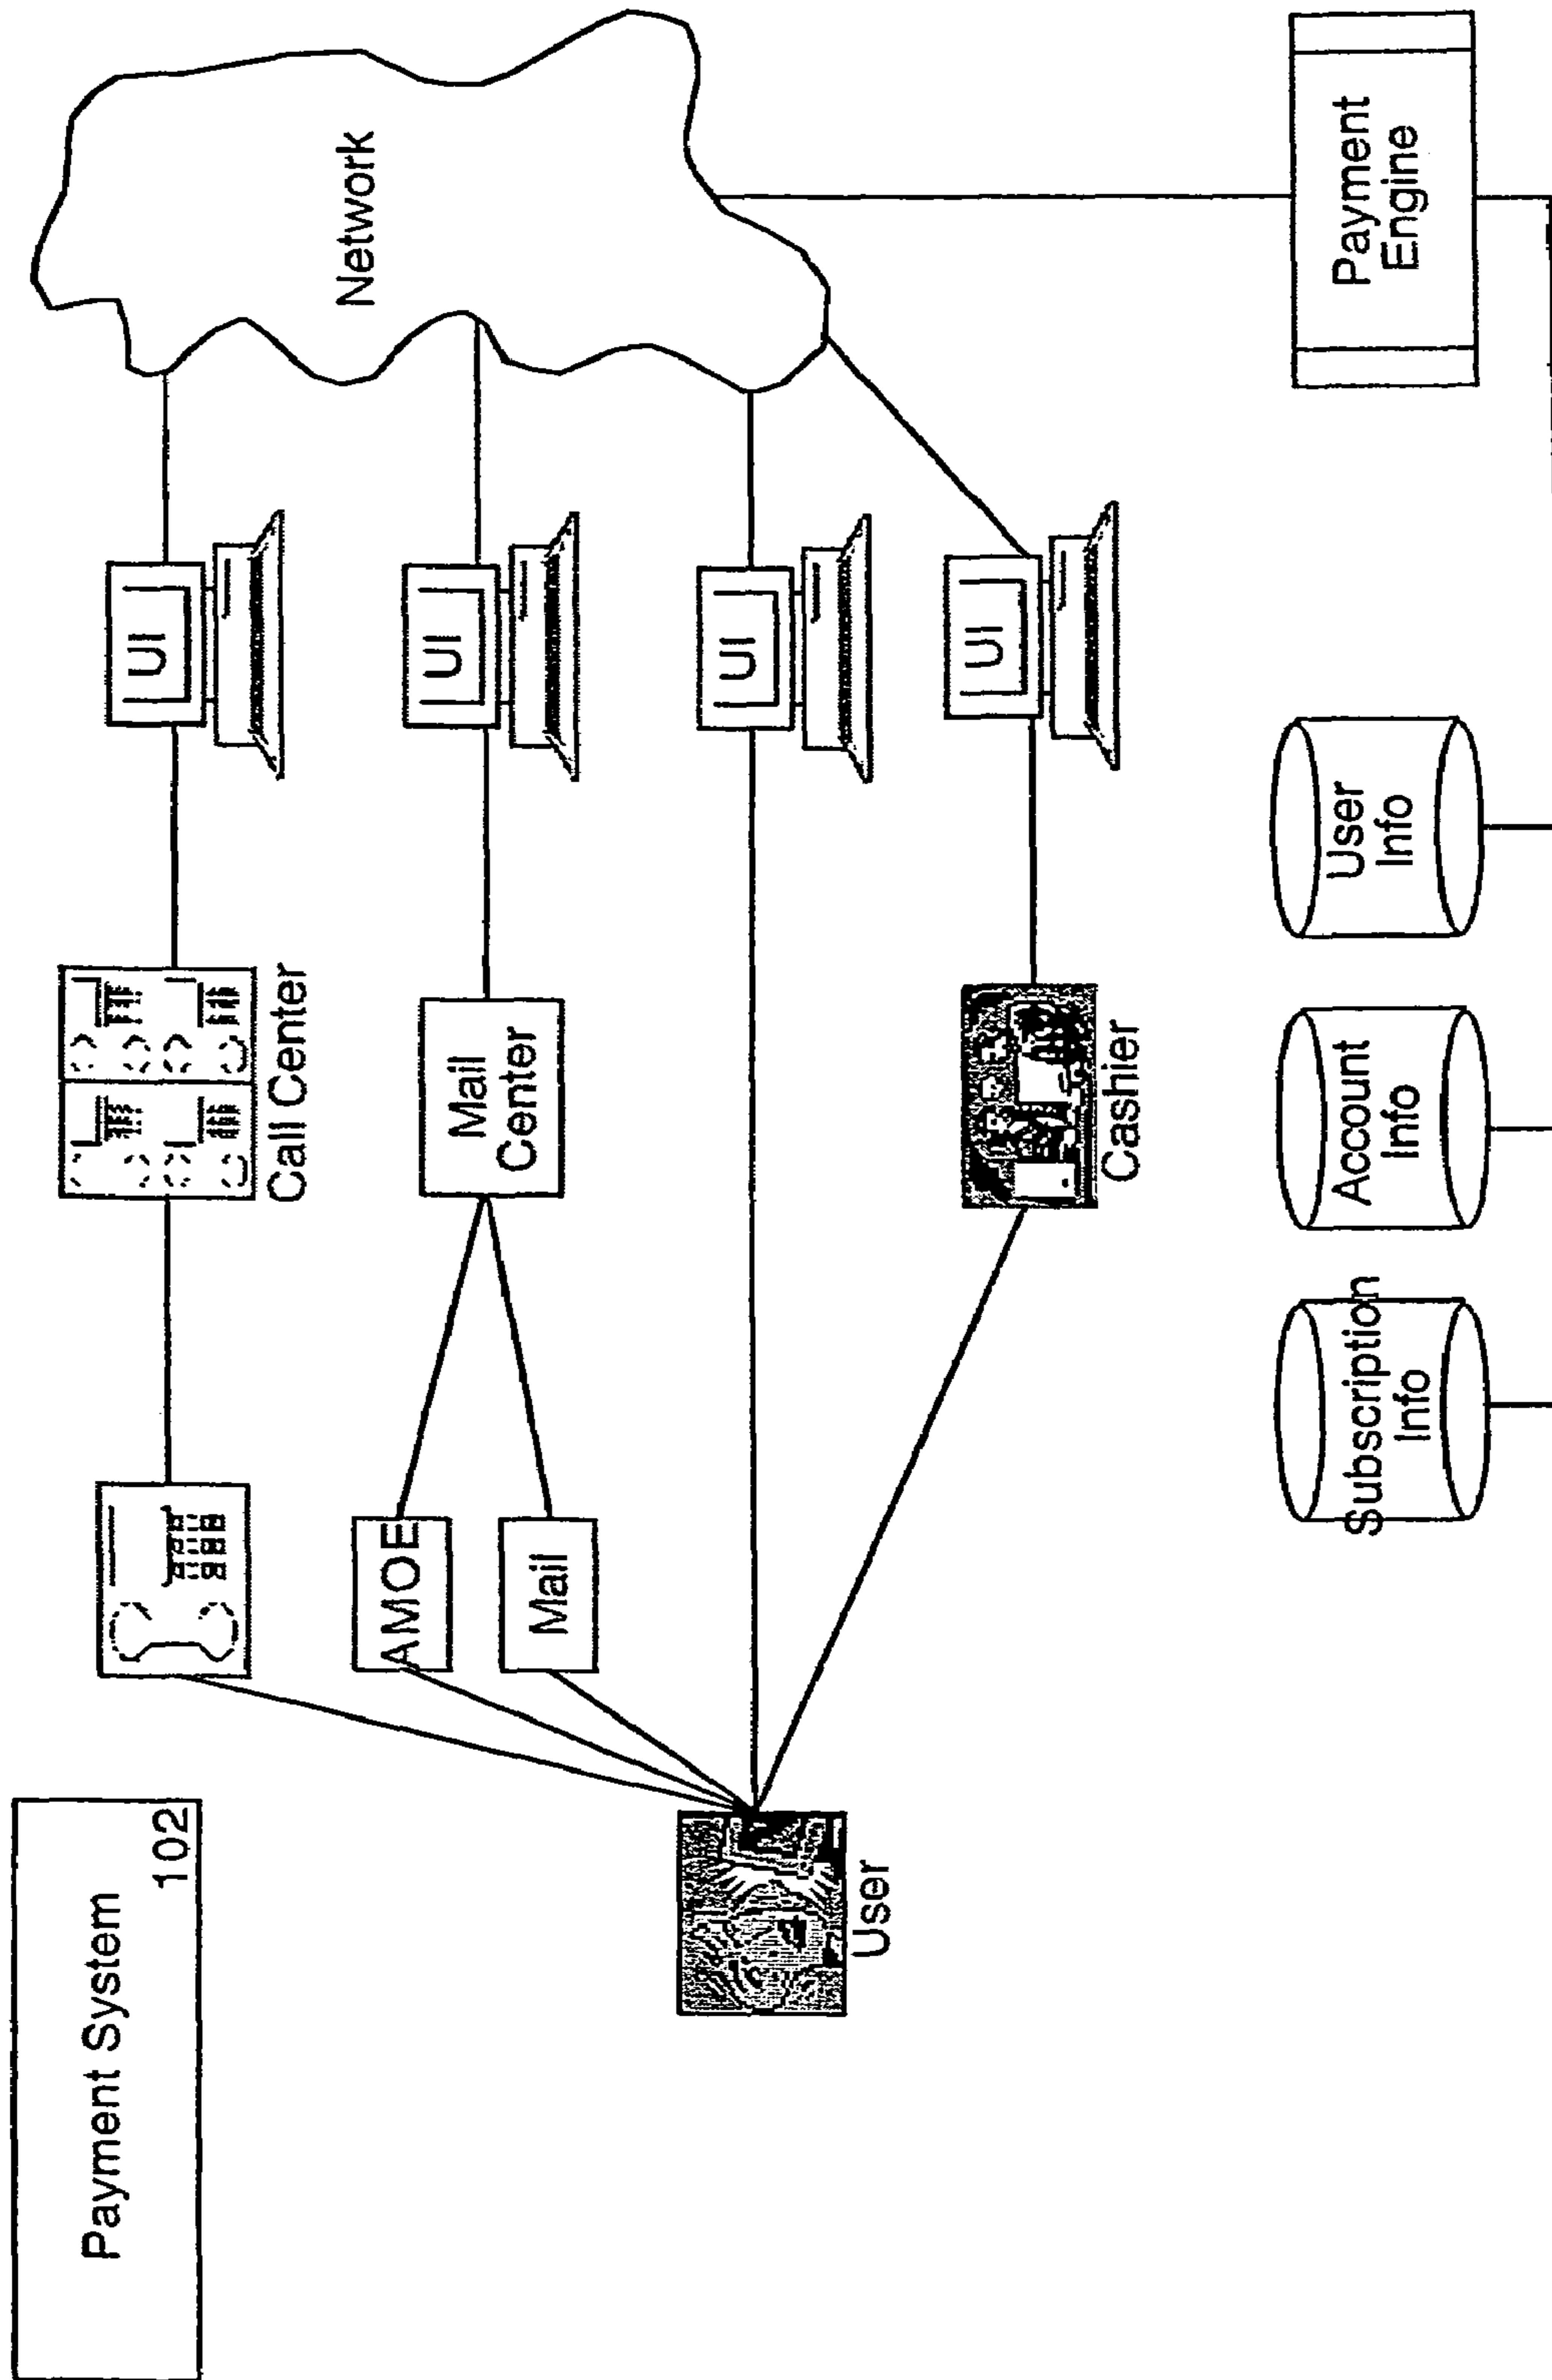 Payment System
102
User
AMOE
Mail
Call Center
Mail
Center
Cashier
UI
UI
UI
UI
Network
Subscription
Info
Account
Info
User
Info
Payment
Engine